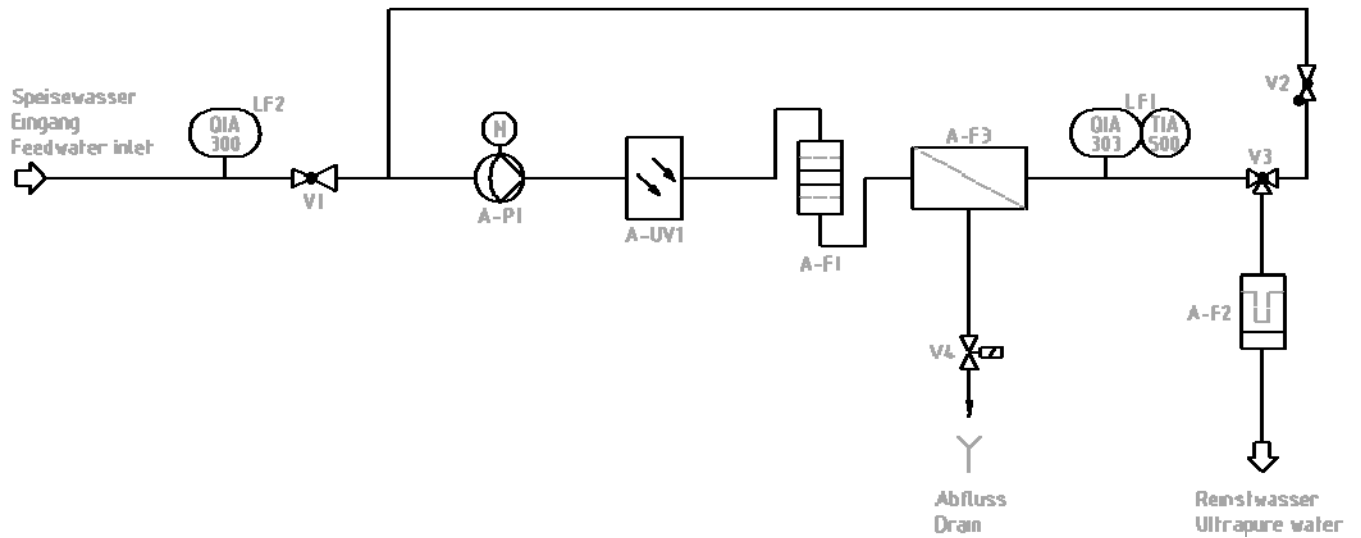 Speisewasser
Eingang
Feedwater inlet
LF2
QIA
300
V1
M
A-P1
A-UV1
A-F1
A-F3
LF1
QIA
303
TIA
500
V2
V3
A-F2
V4
Abfluss
Drain
Reinstwasser
Ultrapure water